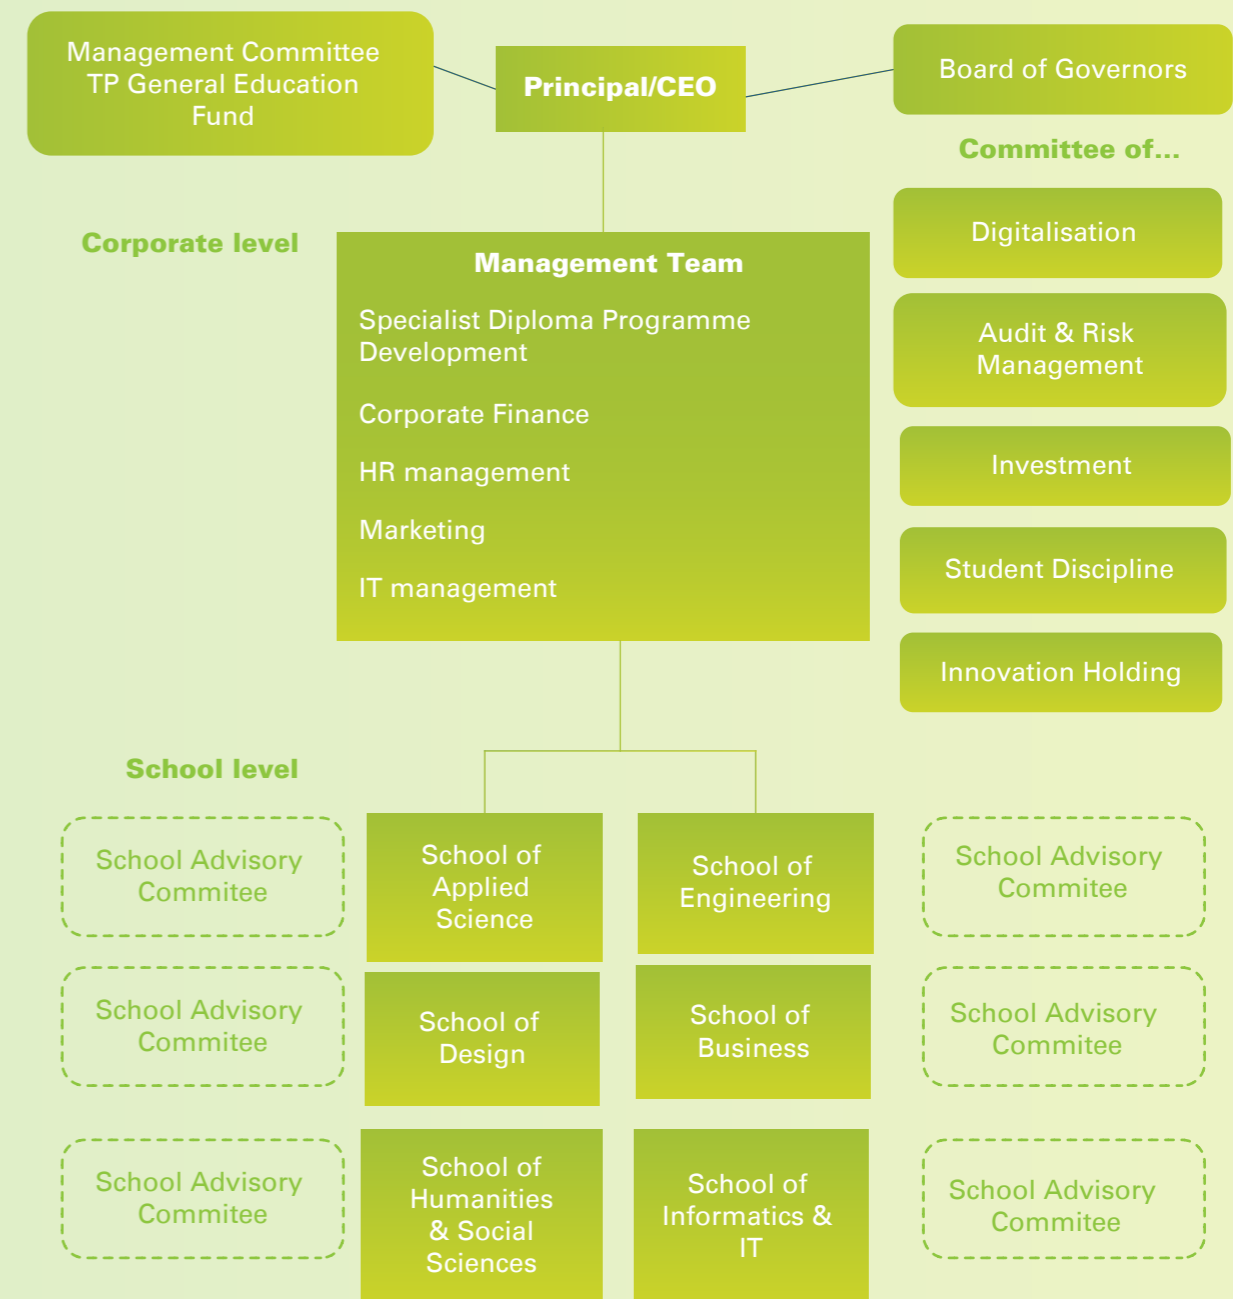 Management Committee
TP General Education
Fund
Principal/CEO
Board of Governors
Committee of...
Digitalisation
Audit & Risk
Management
Investment
Student Discipline
Innovation Holding
Corporate level
Management Team
Specialist Diploma Programme
Development
Corporate Finance
HR management
Marketing
IT management
School level
School Advisory
Commitee
School of
Applied
Science
School of
Engineering
School Advisory
Commitee
School Advisory
Commitee
School of
Design
School of
Business
School Advisory
Commitee
School Advisory
Commitee
School of
Humanities
& Social
Sciences
School of
Informatics &
IT
School Advisory
Commitee